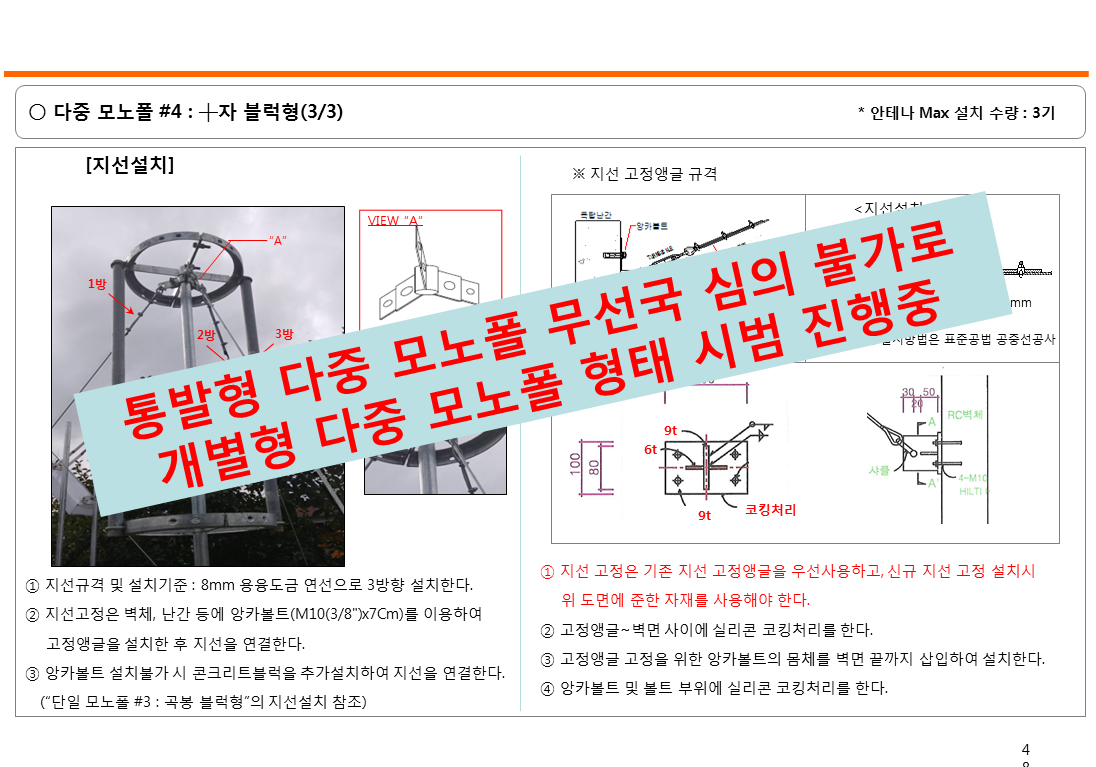 ○ 다중 모노폴 #4 : 十자 블럭형(3/3)
* 안테나 Max 설치 수량 : 3기
[지선설치]
"A"
1방
2방
3방
VIEW "A"
※ 지선 고정앵글 규격
옥탑난간
앙카볼트
<지선설치
mm
설치방법은 표준공법 공중선공사
통발형 다중 모노폴 무선국 심의 불가로
개별형 다중 모노폴 형태 시범 진행중
100
80
9t
6t
9t
코킹처리
30 50
20
A
RC벽체
샤클
A'
4-M10
HILTI
① 지선규격 및 설치기준 : 8mm 용융도금 연선으로 3방향 설치한다.
② 지선고정은 벽체, 난간 등에 앙카볼트(M10(3/8")x7Cm)를 이용하여
고정앵글을 설치한 후 지선을 연결한다.
③ 앙카볼트 설치불가 시 콘크리트블럭을 추가설치하여 지선을 연결한다.
("단일 모노폴 #3 : 곡봉 블럭형"의 지선설치 참조)
① 지선 고정은 기존 지선 고정앵글을 우선사용하고, 신규 지선 고정 설치시
위 도면에 준한 자재를 사용해야 한다.
② 고정앵글~벽면 사이에 실리콘 코킹처리를 한다.
③ 고정앵글 고정을 위한 앙카볼트의 몸체를 벽면 끝까지 삽입하여 설치한다.
④ 앙카볼트 및 볼트 부위에 실리콘 코킹처리를 한다.
4